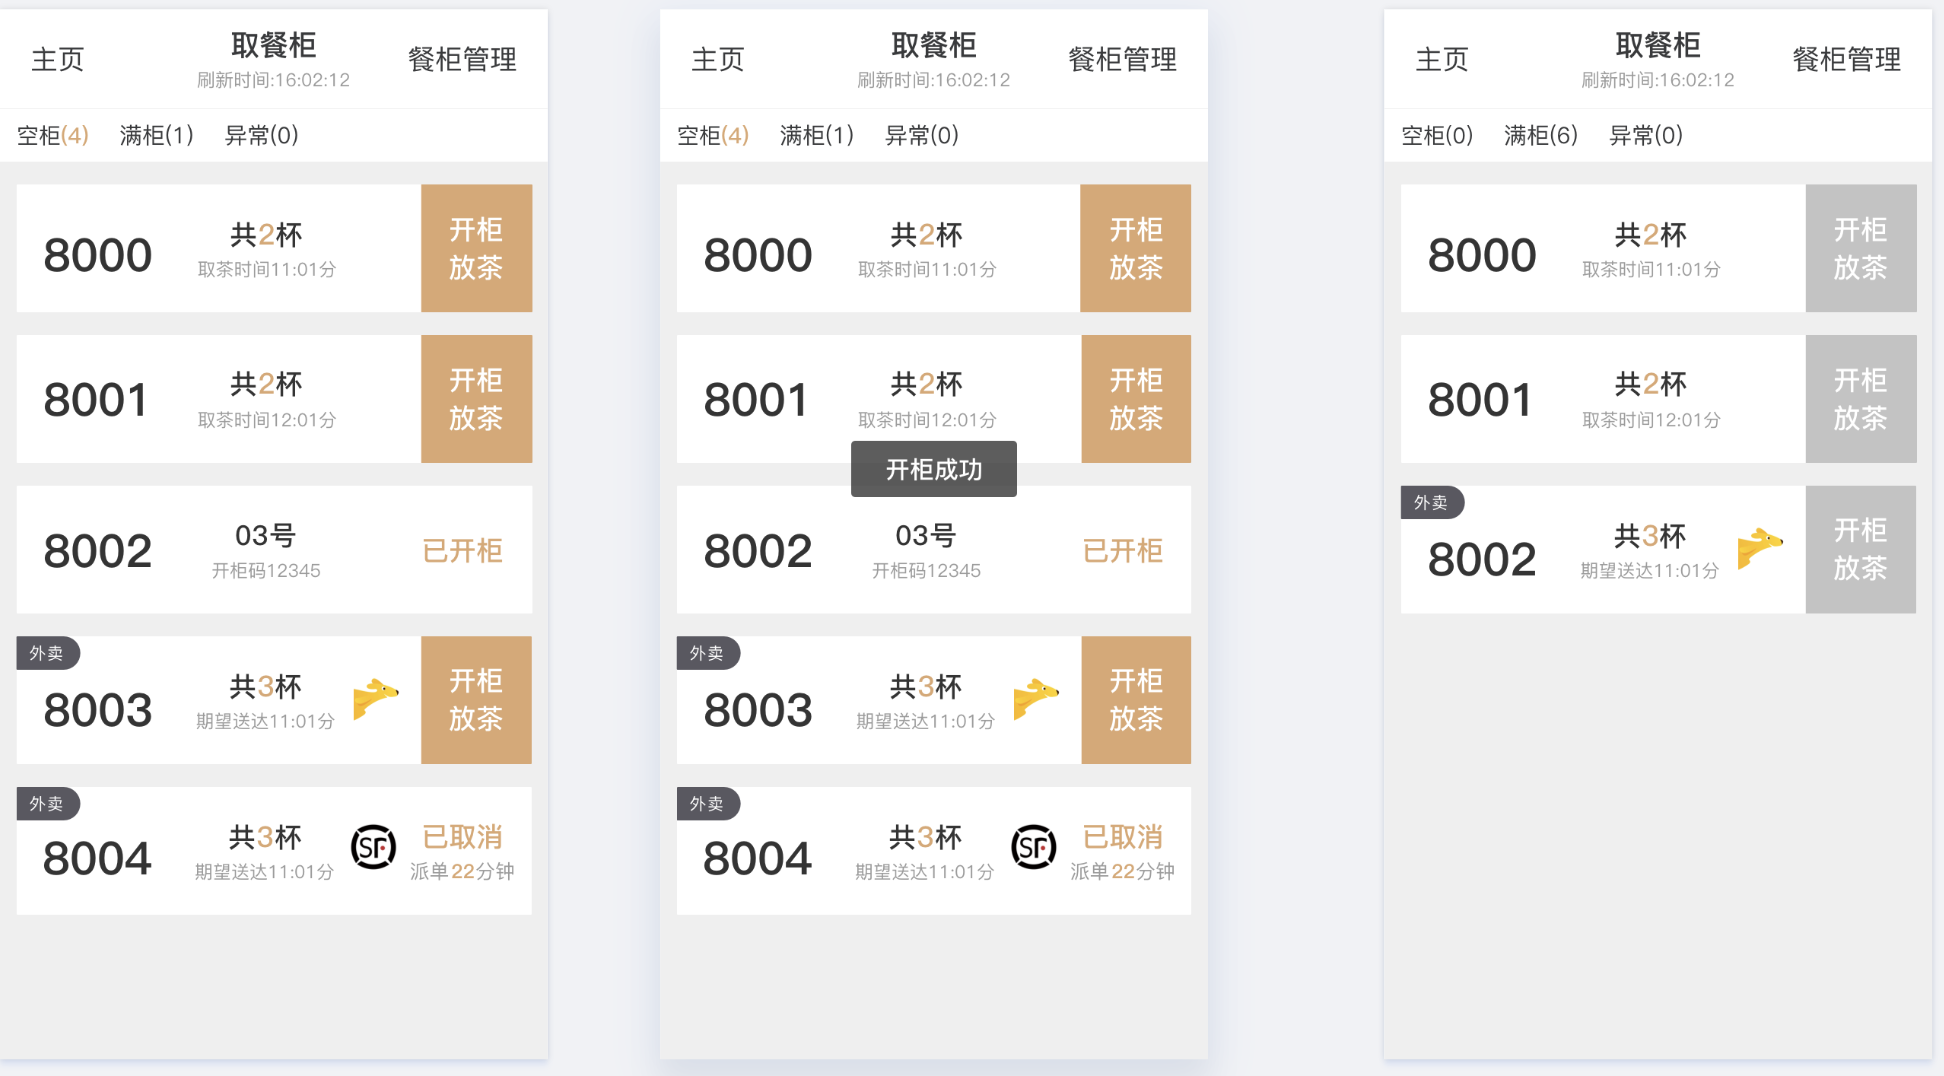 主页
取餐柜
刷新时间:16:02:12
餐柜管理
空柜(4) 满柜(1) 异常(0)
8000
共2杯
取茶时间11:01分
开柜
放茶
8001
共2杯
取茶时间12:01分
开柜
放茶
8002
03号
开柜码12345
已开柜
外卖
8003
共3杯
期望送达11:01分
开柜
放茶
外卖
8004
共3杯
期望送达11:01分
SF
已取消
派单22分钟
主页
取餐柜
刷新时间:16:02:12
餐柜管理
空柜(4) 满柜(1) 异常(0)
8000
共2杯
取茶时间11:01分
开柜
放茶
8001
共2杯
取茶时间12:01分
开柜
放茶
开柜成功
8002
03号
开柜码12345
已开柜
外卖
8003
共3杯
期望送达11:01分
开柜
放茶
外卖
8004
共3杯
期望送达11:01分
SF
已取消
派单22分钟
主页
取餐柜
刷新时间:16:02:12
餐柜管理
空柜(0) 满柜(6) 异常(0)
8000
共2杯
取茶时间11:01分
开柜
放茶
8001
共2杯
取茶时间12:01分
开柜
放茶
外卖
8002
共3杯
期望送达11:01分
开柜
放茶